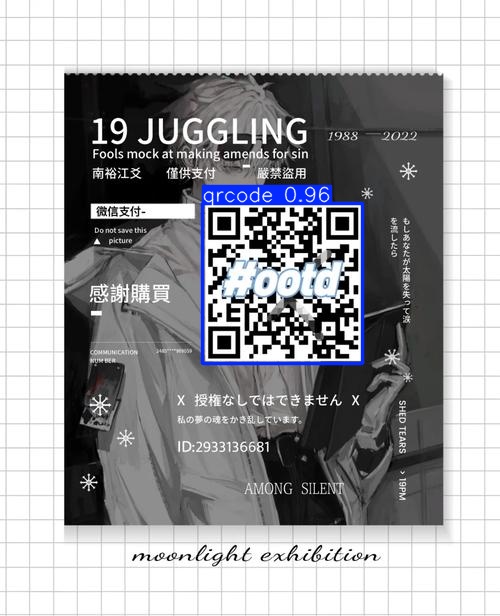 19 JUGGLING
1988 —2022
Fools mock at making amends for sin
南裕江爻 僅供支付 嚴禁盜用
qrcode 0.96
微信支付-
Do not save this
picture
#ootd
もしあなたが太陽を失って涙
を流したら
感謝購買
COMMUNICATION
NUM BER
2485****989059
X 授権なしではできません X
私の夢の魂をかき乱しています。
ID:2933136681
SHED TEARS > 19PM
AMONG SILENT
moonlight exhibition